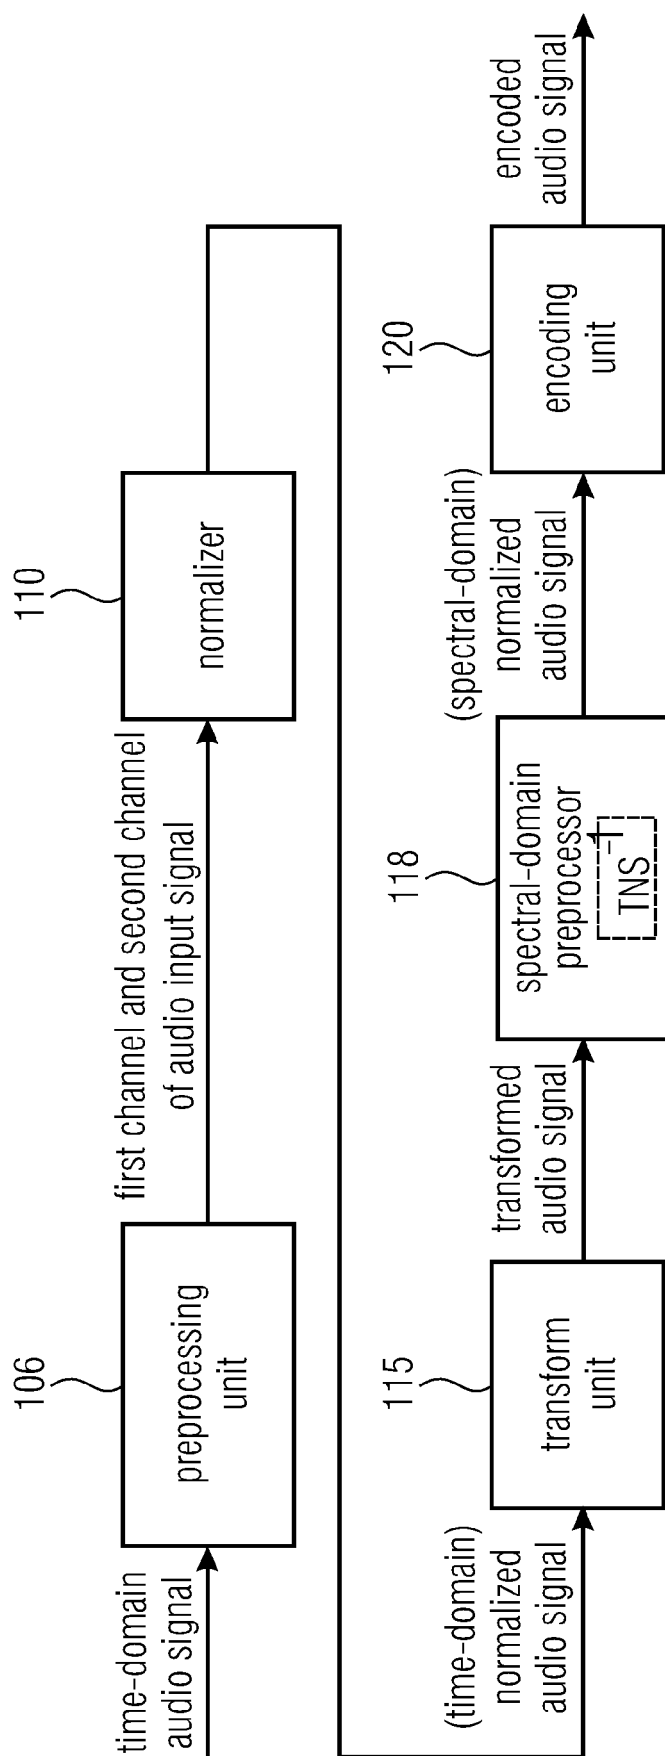 time-domain
audio signal
106
preprocessing
unit
first channel and second channel
of audio input signal
110
normalizer
(time-domain)
normalized
audio signal
115
transform
unit
transformed
audio signal
118
spectral-domain
preprocessor
TNS⁻¹
(spectral-domain)
normalized
audio signal
120
encoding
unit
encoded
audio signal